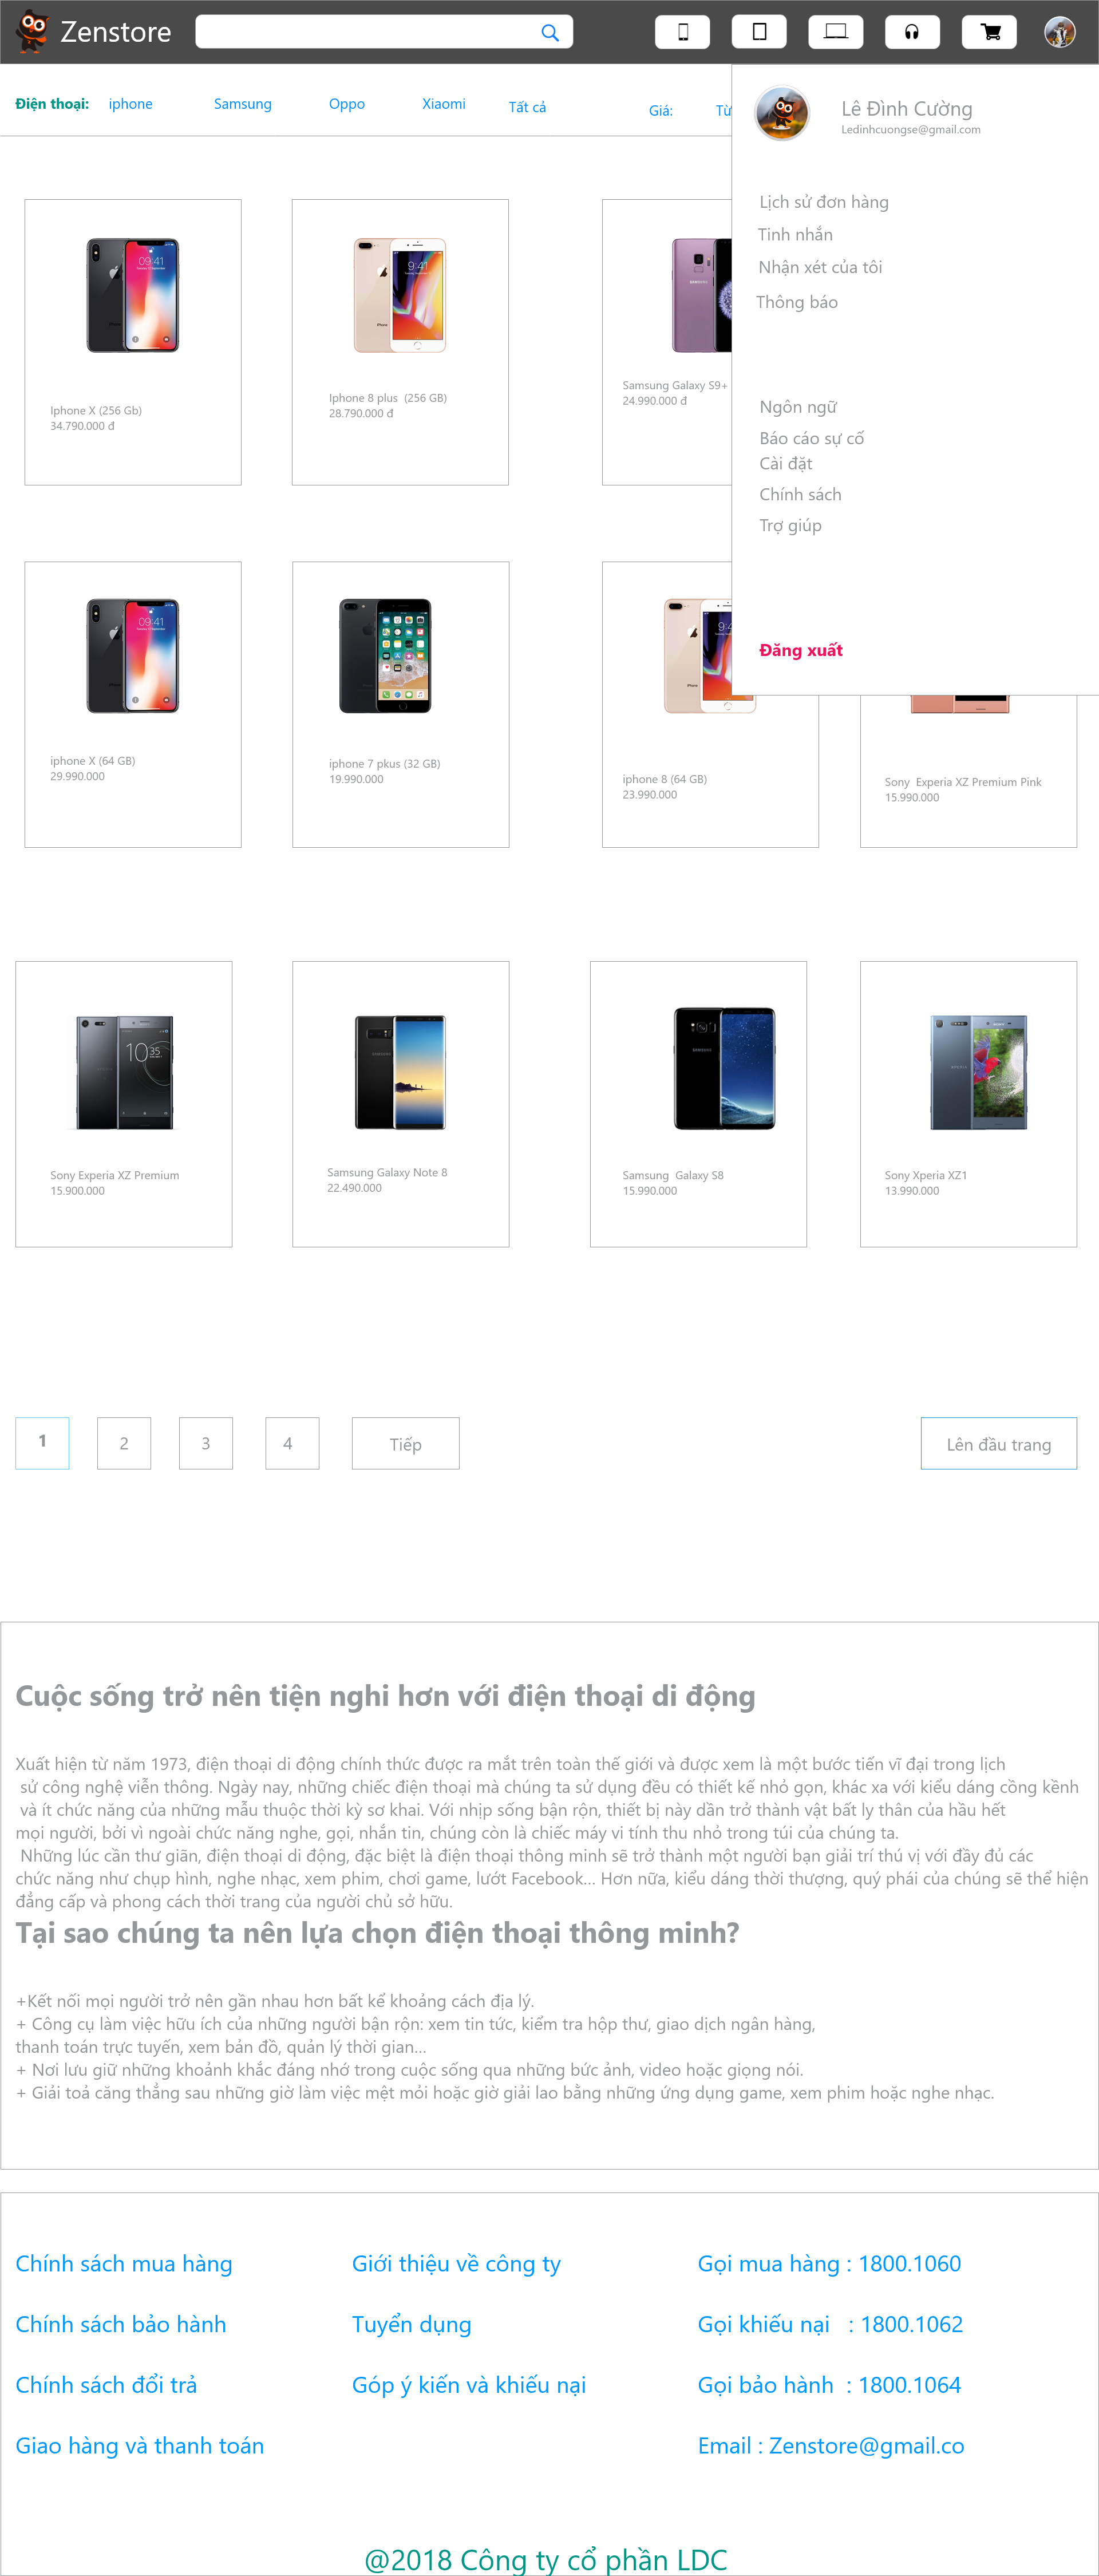 Zenstore
Điện thoại: iphone Samsung Oppo Xiaomi Tất cả Giá: Từ
Lê Đình Cường
Ledinhcuongse@gmail.com
Lịch sử đơn hàng
Tinh nhắn
Nhận xét của tôi
Thông báo
Ngôn ngữ
Báo cáo sự cố
Cài đặt
Chính sách
Trợ giúp
Đăng xuất
Iphone X (256 Gb)
34.790.000 đ
Iphone 8 plus (256 GB)
28.790.000 đ
Samsung Galaxy S9+
24.990.000 đ
iphone X (64 GB)
29.990.000
iphone 7 pkus (32 GB)
19.990.000
iphone 8 (64 GB)
23.990.000
Sony Experia XZ Premium Pink
15.990.000
Sony Experia XZ Premium
15.900.000
Samsung Galaxy Note 8
22.490.000
Samsung Galaxy S8
15.990.000
Sony Xperia XZ1
13.990.000
1 2 3 4 Tiếp Lên đầu trang
Cuộc sống trở nên tiện nghi hơn với điện thoại di động
Xuất hiện từ năm 1973, điện thoại di động chính thức được ra mắt trên toàn thế giới và được xem là một bước tiến vĩ đại trong lịch
sử công nghệ viễn thông. Ngày nay, những chiếc điện thoại mà chúng ta sử dụng đều có thiết kế nhỏ gọn, khác xa với kiểu dáng cồng kềnh
và ít chức năng của những mẫu thuộc thời kỳ sơ khai. Với nhịp sống bận rộn, thiết bị này dần trở thành vật bất ly thân của hầu hết
mọi người, bởi vì ngoài chức năng nghe, gọi, nhắn tin, chúng còn là chiếc máy vi tính thu nhỏ trong túi của chúng ta.
Những lúc cần thư giãn, điện thoại di động, đặc biệt là điện thoại thông minh sẽ trở thành một người bạn giải trí thú vị với đầy đủ các
chức năng như chụp hình, nghe nhạc, xem phim, chơi game, lướt Facebook... Hơn nữa, kiểu dáng thời thượng, quý phái của chúng sẽ thể hiện
đẳng cấp và phong cách thời trang của người chủ sở hữu.
Tại sao chúng ta nên lựa chọn điện thoại thông minh?
+Kết nối mọi người trở nên gần nhau hơn bất kể khoảng cách địa lý.
+ Công cụ làm việc hữu ích của những người bận rộn: xem tin tức, kiểm tra hộp thư, giao dịch ngân hàng,
thanh toán trực tuyến, xem bản đồ, quản lý thời gian...
+ Nơi lưu giữ những khoảnh khắc đáng nhớ trong cuộc sống qua những bức ảnh, video hoặc giọng nói.
+ Giải toả căng thẳng sau những giờ làm việc mệt mỏi hoặc giờ giải lao bằng những ứng dụng game, xem phim hoặc nghe nhạc.
Chính sách mua hàng Giới thiệu về công ty Gọi mua hàng : 1800.1060
Chính sách bảo hành Tuyển dụng Gọi khiếu nại : 1800.1062
Chính sách đổi trả Góp ý kiến và khiếu nại Gọi bảo hành : 1800.1064
Giao hàng và thanh toán Email : Zenstore@gmail.co
@2018 Công ty cổ phần LDC